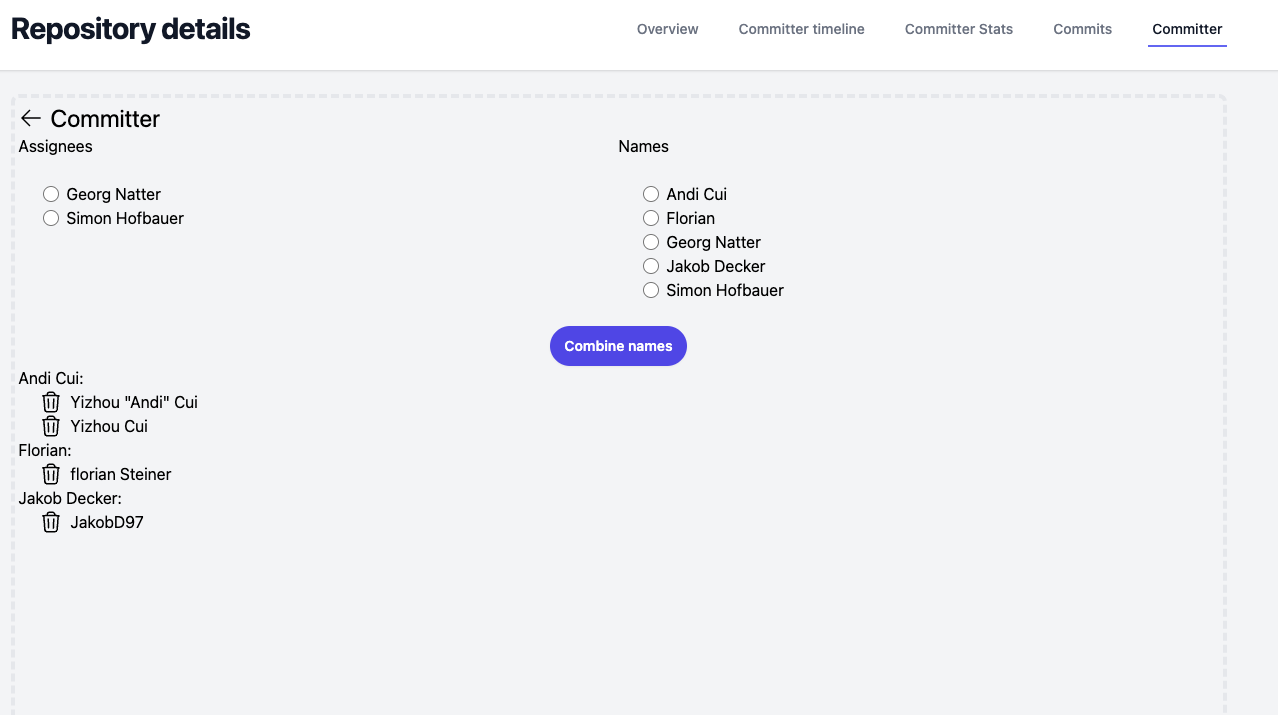 Repository details
Overview
Committer timeline
Committer Stats
Commits
Committer
Committer
Assignees
Georg Natter
Simon Hofbauer
Names
Andi Cui
Florian
Georg Natter
Jakob Decker
Simon Hofbauer
Combine names
Andi Cui:
Yizhou "Andi" Cui
Yizhou Cui
Florian:
florian Steiner
Jakob Decker:
JakobD97